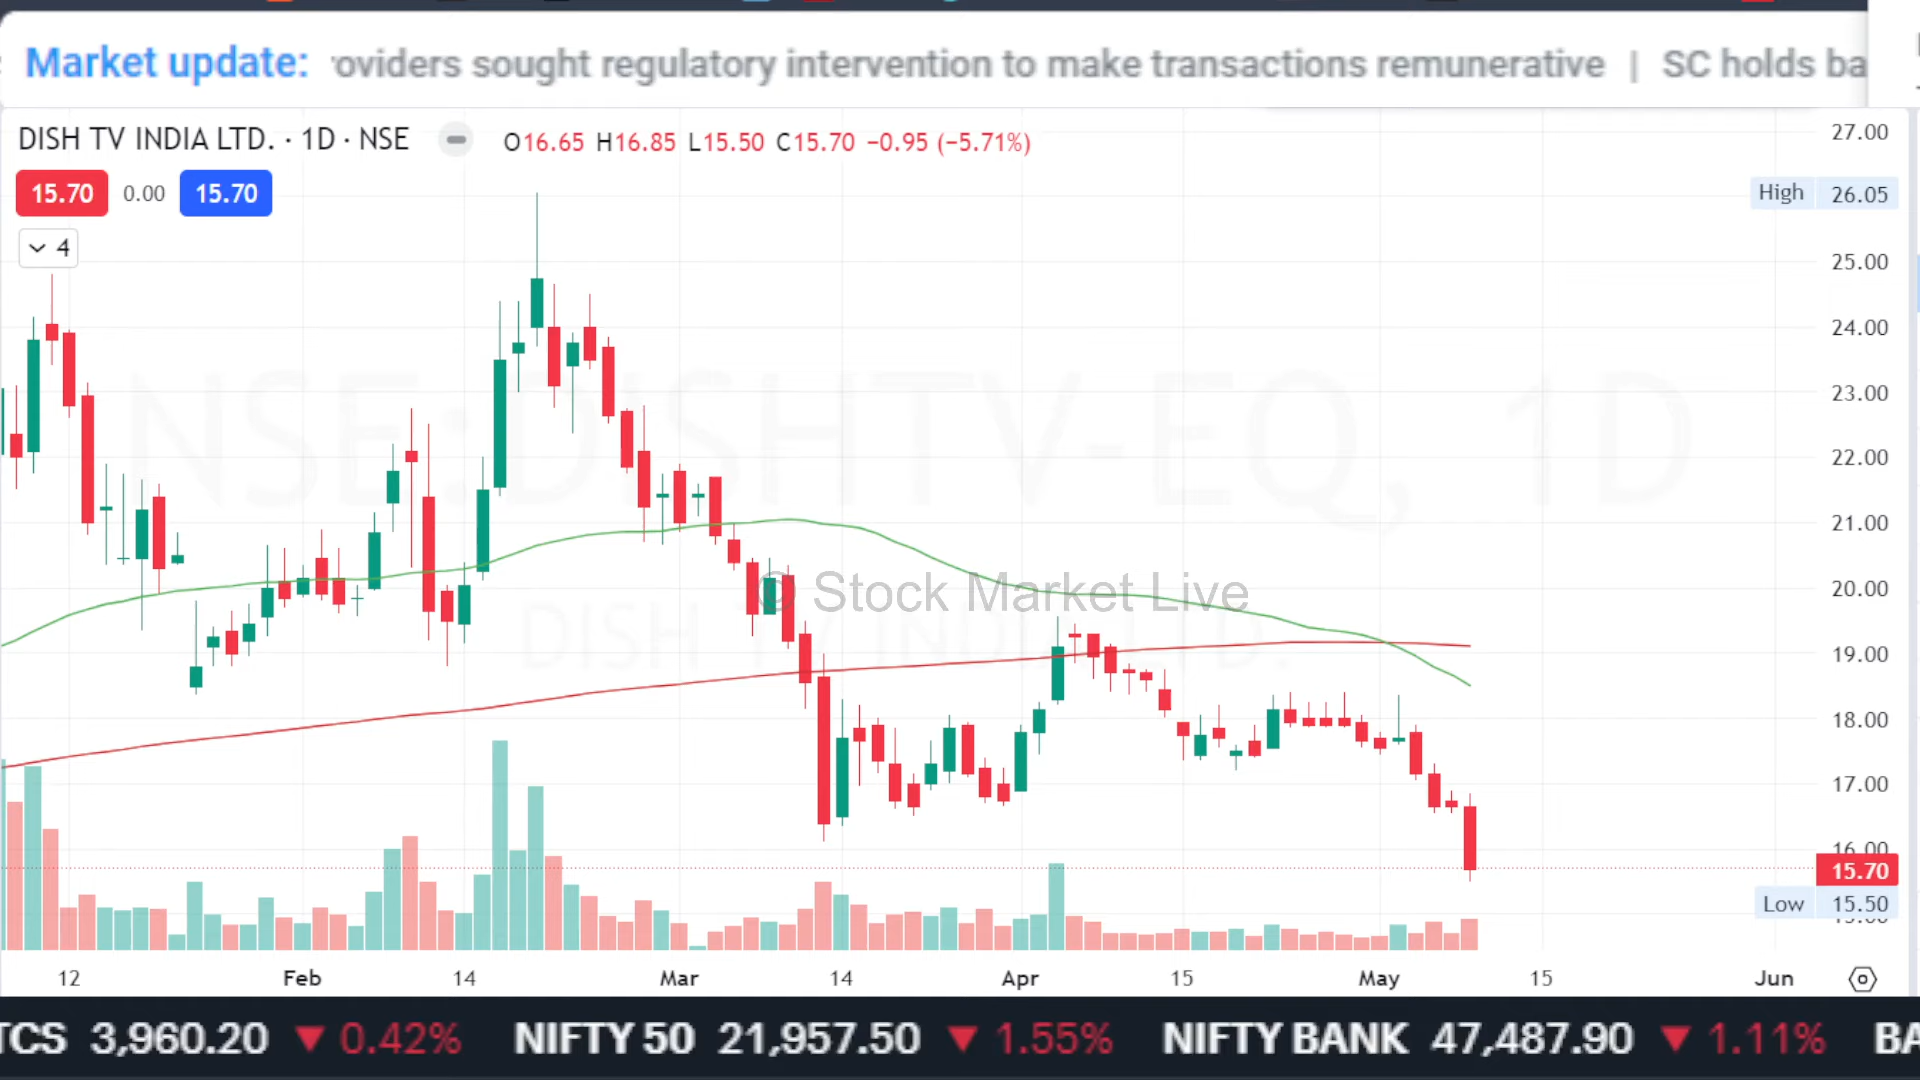 Market update: oviders sought regulatory intervention to make transactions remunerative | SC holds ba
DISH TV INDIA LTD. · 1D · NSE O16.65 H16.85 L15.50 C15.70 −0.95 (−5.71%)
15.70 0.00 15.70
4
27.00
High 26.05
25.00
24.00
23.00
NSE:DISHTV-EQ, 1D
22.00
21.00
20.00
© Stock Market Live
DISH TV INDIA LTD.
19.00
18.00
17.00
16.00
15.70
Low 15.50
15.00
12 Feb 14 Mar 14 Apr 15 May 15 Jun
TCS 3,960.20 ▼ 0.42% NIFTY 50 21,957.50 ▼ 1.55% NIFTY BANK 47,487.90 ▼ 1.11% BA